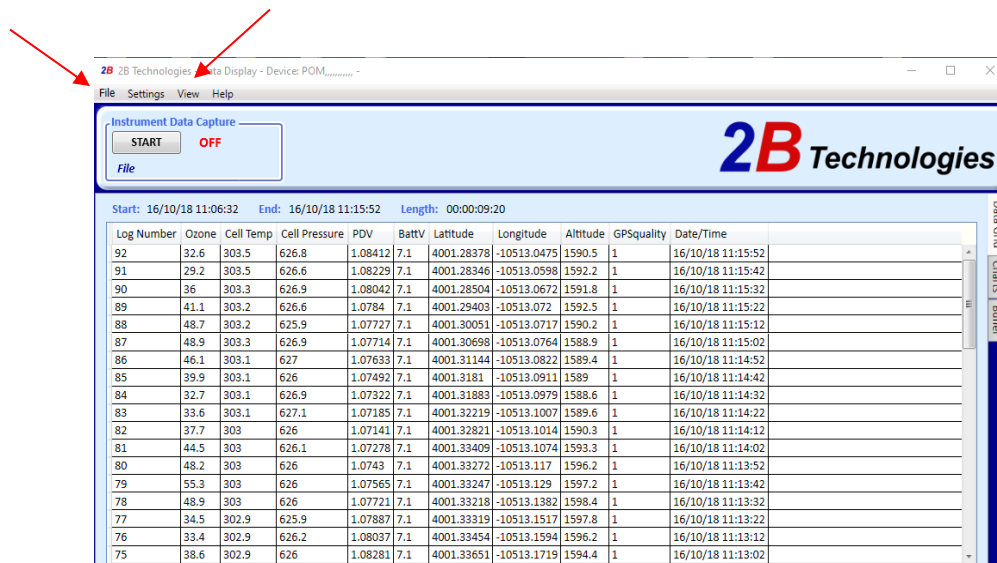 2B 2B Technologies - Data Display - Device: POM,,,,,,,,,,, -
File Settings View Help
Instrument Data Capture
START OFF
File
2B Technologies
Start: 16/10/18 11:06:32 End: 16/10/18 11:15:52 Length: 00:00:09:20
Log Number Ozone Cell Temp Cell Pressure PDV BattV Latitude Longitude Altitude GPSquality Date/Time
92 32.6 303.5 626.8 1.08412 7.1 4001.28378 -10513.0475 1590.5 1 16/10/18 11:15:52
91 29.2 303.5 626.6 1.08229 7.1 4001.28346 -10513.0598 1592.2 1 16/10/18 11:15:42
90 36 303.3 626.9 1.08042 7.1 4001.28504 -10513.0672 1591.8 1 16/10/18 11:15:32
89 41.1 303.2 626.6 1.0784 7.1 4001.29403 -10513.072 1592.5 1 16/10/18 11:15:22
88 48.7 303.2 625.9 1.07727 7.1 4001.30051 -10513.0717 1590.2 1 16/10/18 11:15:12
87 48.9 303.3 626.9 1.07714 7.1 4001.30698 -10513.0764 1588.9 1 16/10/18 11:15:02
86 46.1 303.1 627 1.07633 7.1 4001.31144 -10513.0822 1589.4 1 16/10/18 11:14:52
85 39.9 303.1 626 1.07492 7.1 4001.3181 -10513.0911 1589 1 16/10/18 11:14:42
84 32.7 303.1 626.9 1.07322 7.1 4001.31883 -10513.0979 1588.6 1 16/10/18 11:14:32
83 33.6 303.1 627.1 1.07185 7.1 4001.32219 -10513.1007 1589.6 1 16/10/18 11:14:22
82 37.7 303 626 1.07141 7.1 4001.32821 -10513.1014 1590.3 1 16/10/18 11:14:12
81 44.5 303 626.1 1.07278 7.1 4001.33409 -10513.1074 1593.3 1 16/10/18 11:14:02
80 48.2 303 626 1.0743 7.1 4001.33272 -10513.117 1596.2 1 16/10/18 11:13:52
79 55.3 303 626 1.07565 7.1 4001.33247 -10513.129 1597.2 1 16/10/18 11:13:42
78 48.9 303 626 1.07721 7.1 4001.33218 -10513.1382 1598.4 1 16/10/18 11:13:32
77 34.5 302.9 625.9 1.07887 7.1 4001.33319 -10513.1517 1597.8 1 16/10/18 11:13:22
76 33.4 302.9 626.2 1.08037 7.1 4001.33454 -10513.1594 1596.2 1 16/10/18 11:13:12
75 38.6 302.9 626 1.08281 7.1 4001.33651 -10513.1719 1594.4 1 16/10/18 11:13:02